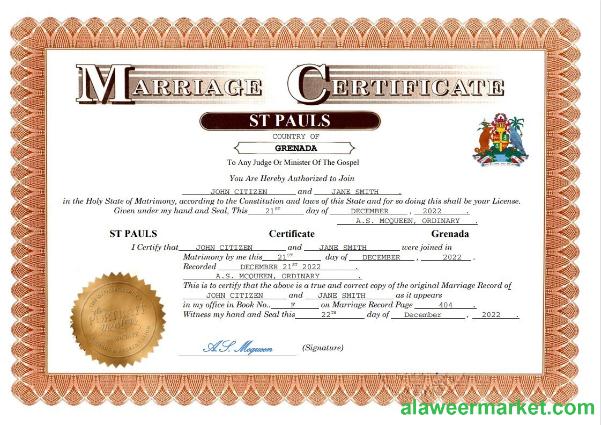 MARRIAGE CERTIFICATE
ST PAULS
COUNTRY OF
GRENADA
To Any Judge Or Minister Of The Gospel
You Are Hereby Authorized to Join
JOHN CITIZEN and JANE SMITH .
in the Holy State of Matrimony, according to the Constitution and laws of this State and for so doing this shall be your License.
Given under my hand and Seal, This 21ST day of DECEMBER , 2022 .
A.S. MCQUEEN, ORDINARY .
ST PAULS Certificate Grenada
I Certify that JOHN CITIZEN and JANE SMITH were joined in
Matrimony by me this 21ST day of DECEMBER , 2022 .
Recorded DECEMBER 21ST 2022 .
A.S. MCQUEEN, ORDINARY .
This is to certify that the above is a true and correct copy of the original Marriage Record of
JOHN CITIZEN and JANE SMITH as it appears
in my office in Book No.. F on Marriage Record Page 404 .
Witness my hand and Seal this 22TH day of December , 2022 .
A.S. Mcqueen (Signature)
alaweermarket.com/